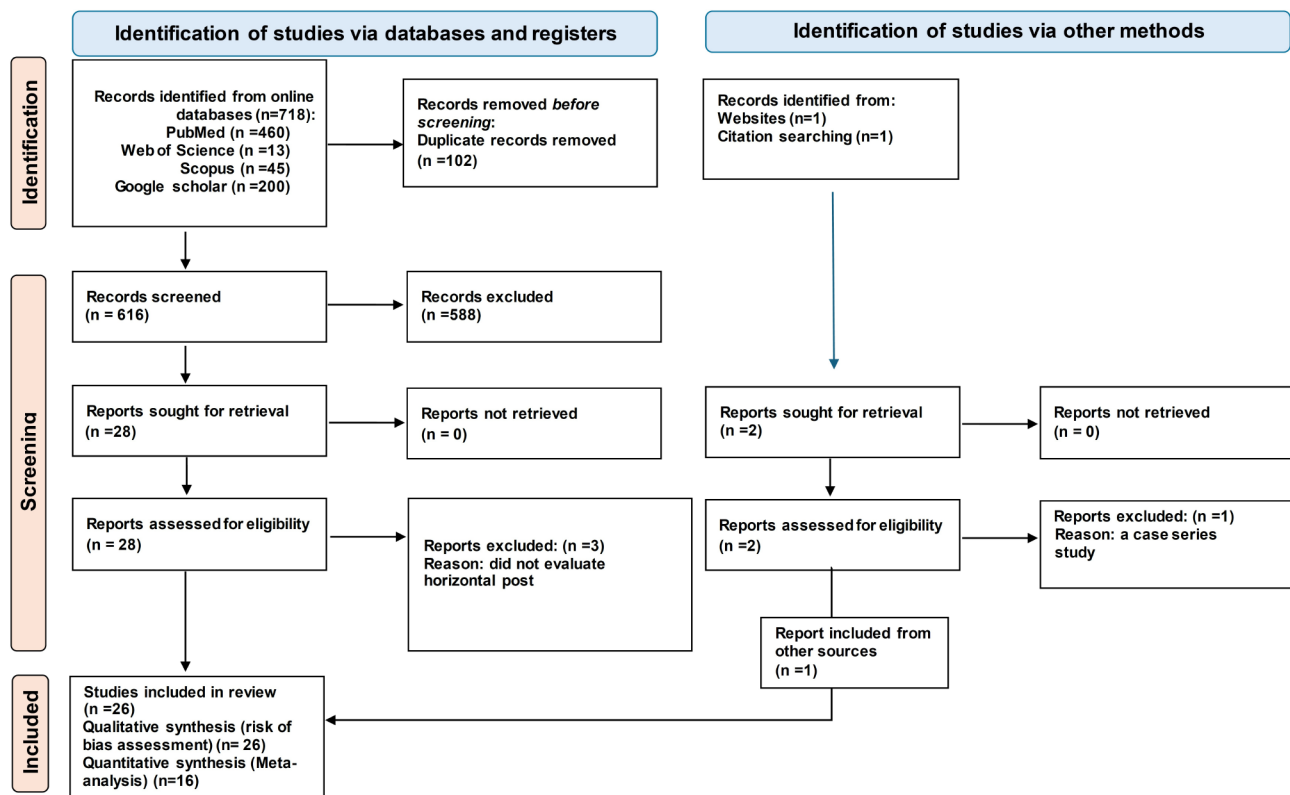 Identification of studies via databases and registers
Identification of studies via other methods
Identification
Records identified from online
databases (n=718):
PubMed (n =460)
Web of Science (n =13)
Scopus (n =45)
Google scholar (n =200)
Records removed before
screening:
Duplicate records removed
(n =102)
Records identified from:
Websites(n=1)
Citation searching(n=1)
Screening
Records screened
(n = 616)
Records excluded
(n =588)
Reports sought for retrieval
(n =28)
Reports not retrieved
(n = 0)
Reports sought for retrieval
(n =2)
Reports not retrieved
(n = 0)
Reports assessed for eligibility
(n = 28)
Reports excluded: (n =3)
Reason: did not evaluate
horizontal post
Reports assessed for eligibility
(n =2)
Reports excluded: (n =1)
Reason: a case series
study
Report included from
other sources
(n =1)
Included
Studies included in review
(n =26)
Qualitative synthesis (risk of
bias assessment) (n= 26)
Quantitative synthesis (Meta-
analysis) (n=16)